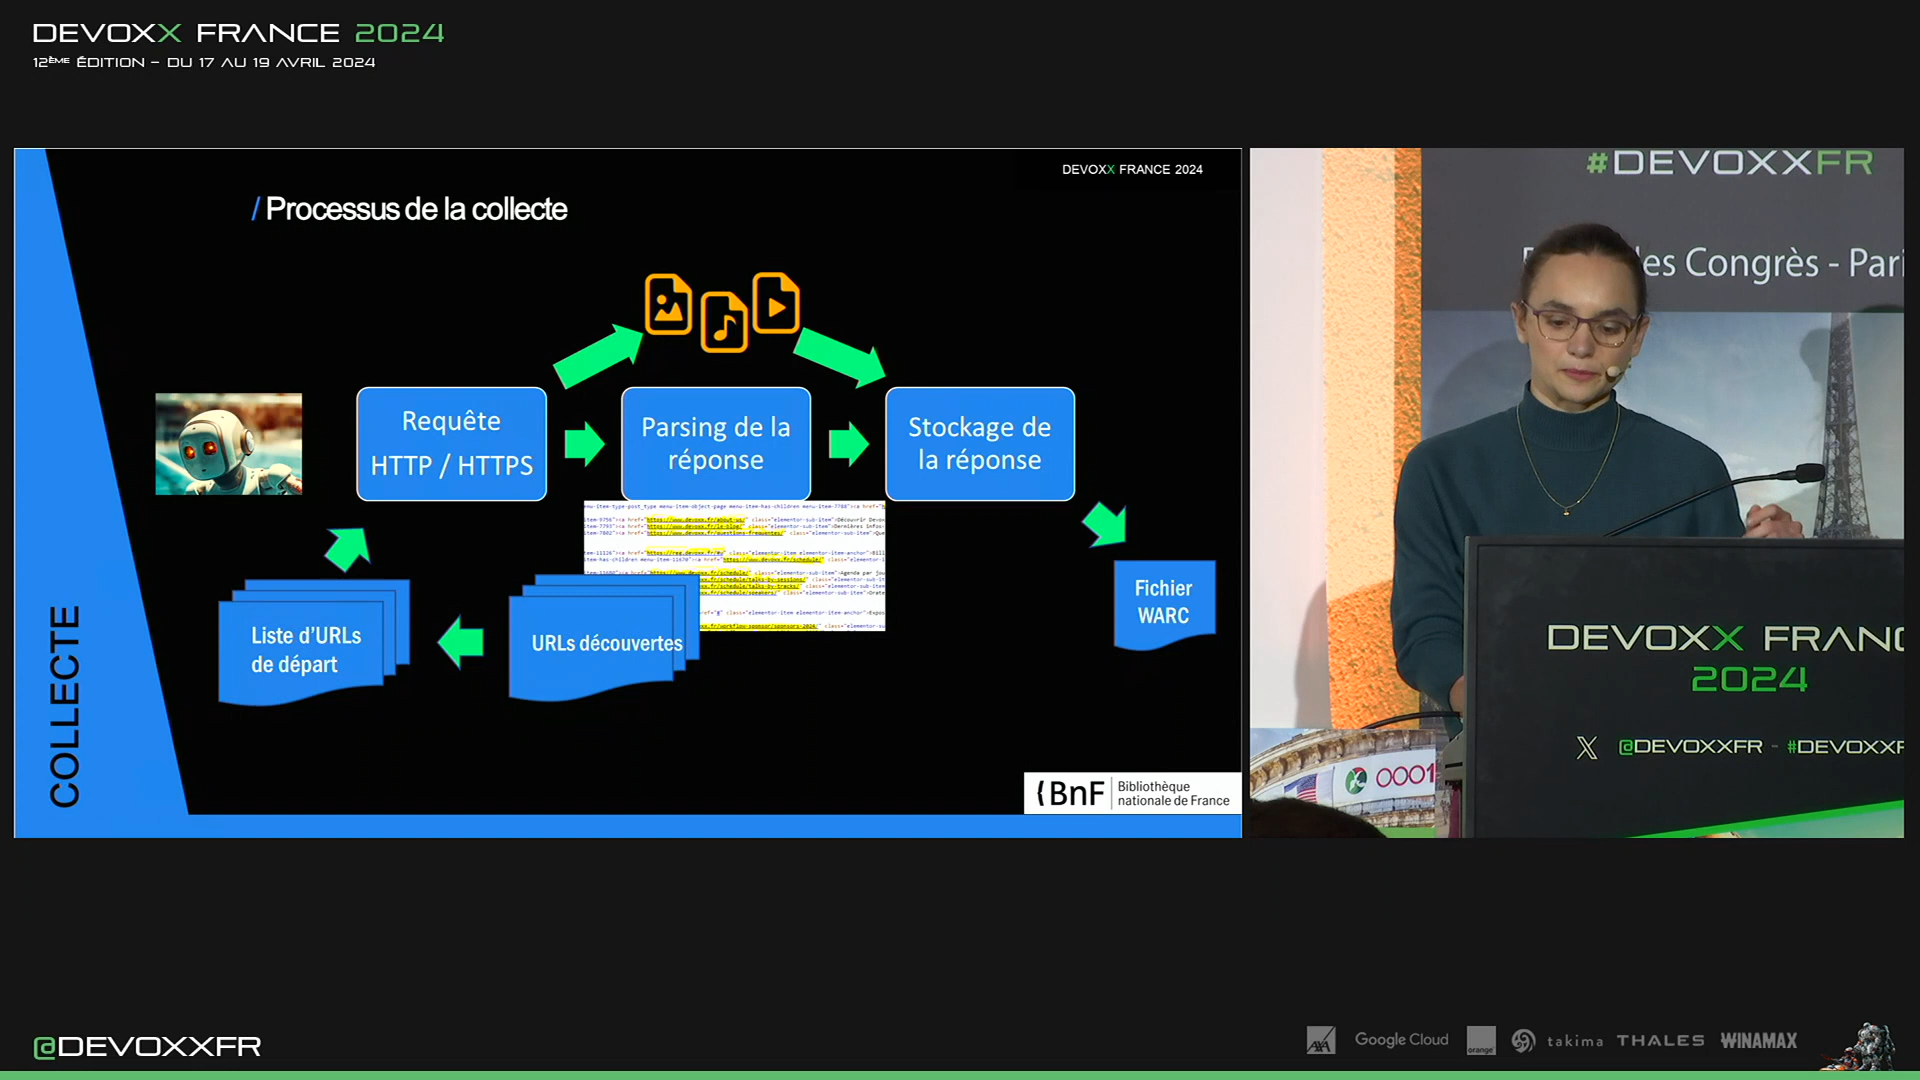 DEVOXX FRANCE 2024
12ÈME ÉDITION – DU 17 AU 19 AVRIL 2024
DEVOXX FRANCE 2024
/ Processus de la collecte
Requête
HTTP / HTTPS
Parsing de la
réponse
Stockage de
la réponse
Liste d'URLs
de départ
URLs découvertes
Fichier
WARC
COLLECTE
BnF
Bibliothèque
nationale de France
#DEVOXXFR
es Congrès - Pari
DEVOXX FRANC
2024
@DEVOXXFR - #DEVOXXF
0001
@DEVOXXFR
AXA
Google Cloud
orange
takima
THALES
WINAMAX